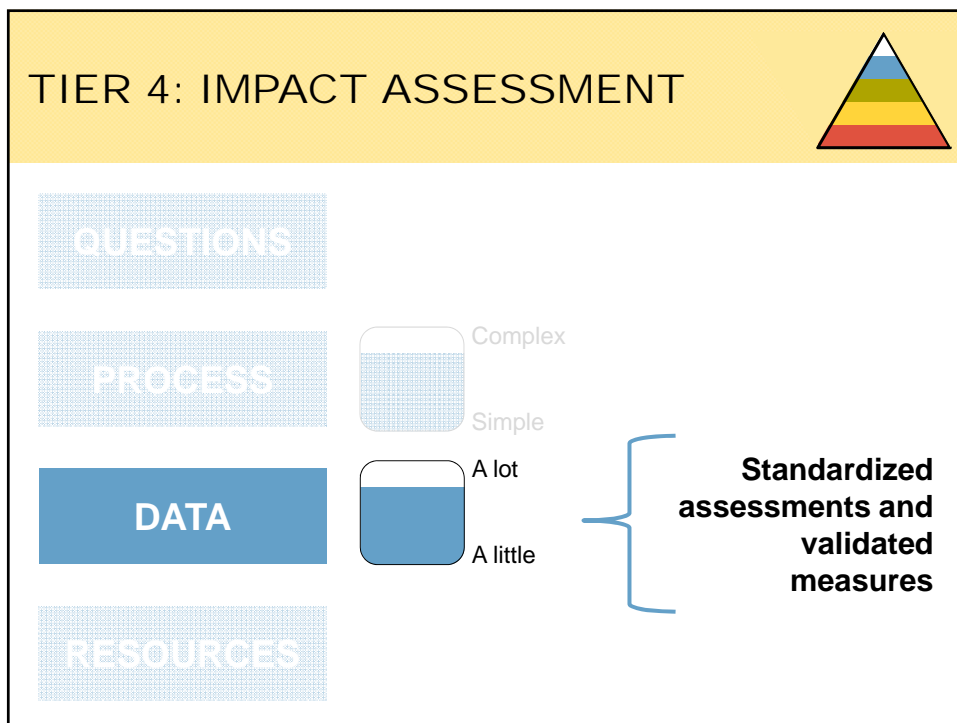 TIER 4: IMPACT ASSESSMENT
QUESTIONS
PROCESS
Complex
Simple
DATA
A lot
A little
Standardized
assessments and
validated
measures
RESOURCES